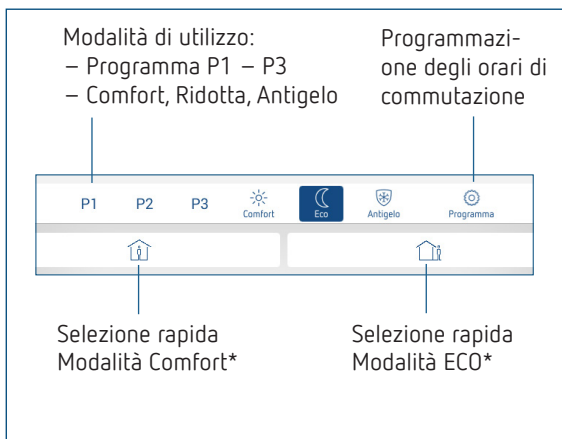 Modalità di utilizzo:
– Programma P1 – P3
– Comfort, Ridotta, Antigelo
Programmazi-
one degli orari di
commutazione
P1 P2 P3 Comfort Eco Antigelo Programma
Selezione rapida
Modalità Comfort*
Selezione rapida
Modalità ECO*